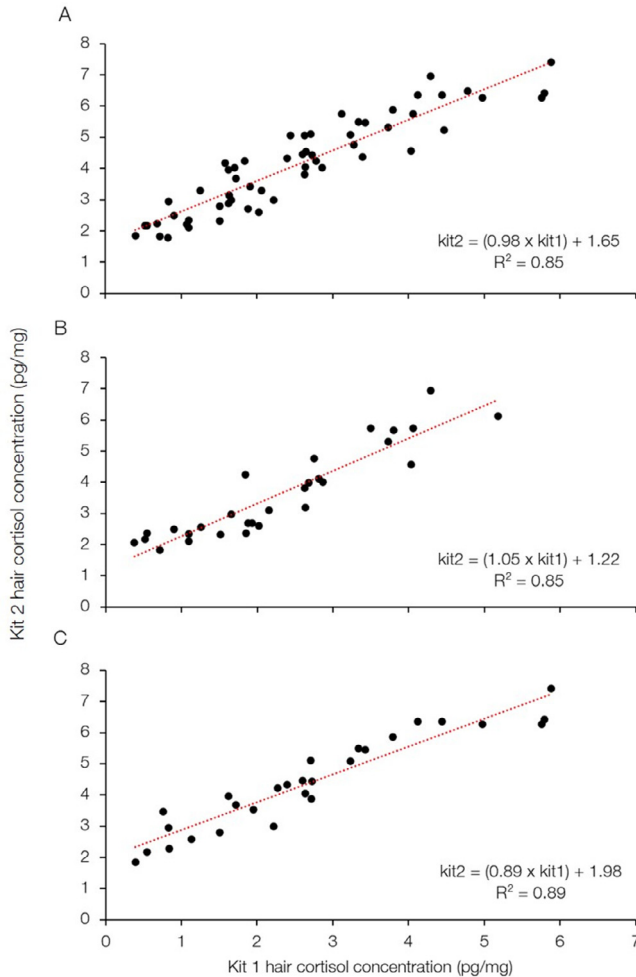 A
8
7
6
5
4
3
2
1
0
kit2 = (0.98 x kit1) + 1.65
R² = 0.85
Kit 2 hair cortisol concentration (pg/mg)
B
8
7
6
5
4
3
2
1
0
kit2 = (1.05 x kit1) + 1.22
R² = 0.85
C
8
7
6
5
4
3
2
1
0
kit2 = (0.89 x kit1) + 1.98
R² = 0.89
0 1 2 3 4 5 6 7
Kit 1 hair cortisol concentration (pg/mg)